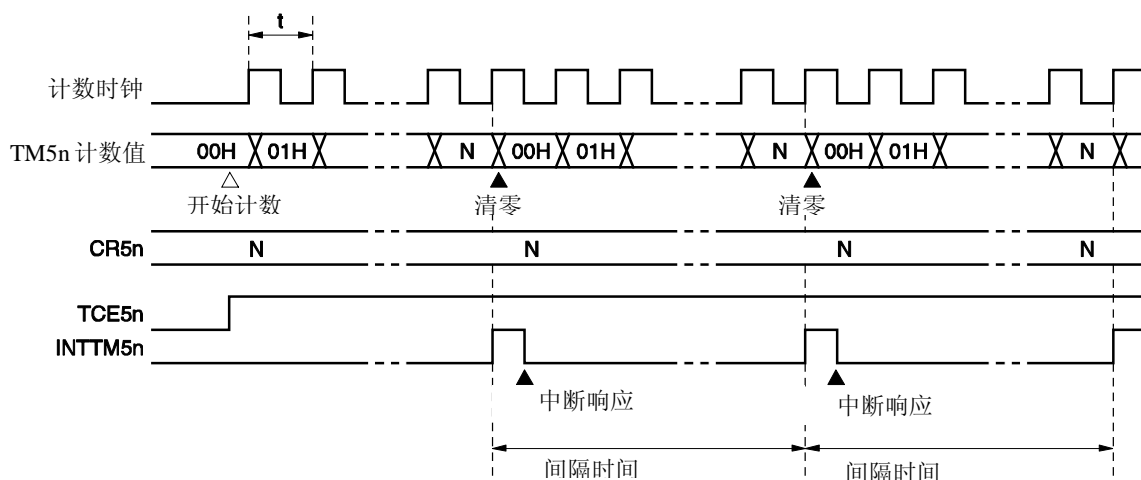 t
计数时钟
TM5n 计数值 00H 01H N 00H 01H N 00H 01H N
开始计数 清零 清零
CR5n N N N N
TCE5n
INTTM5n
中断响应 中断响应
间隔时间 间隔时间